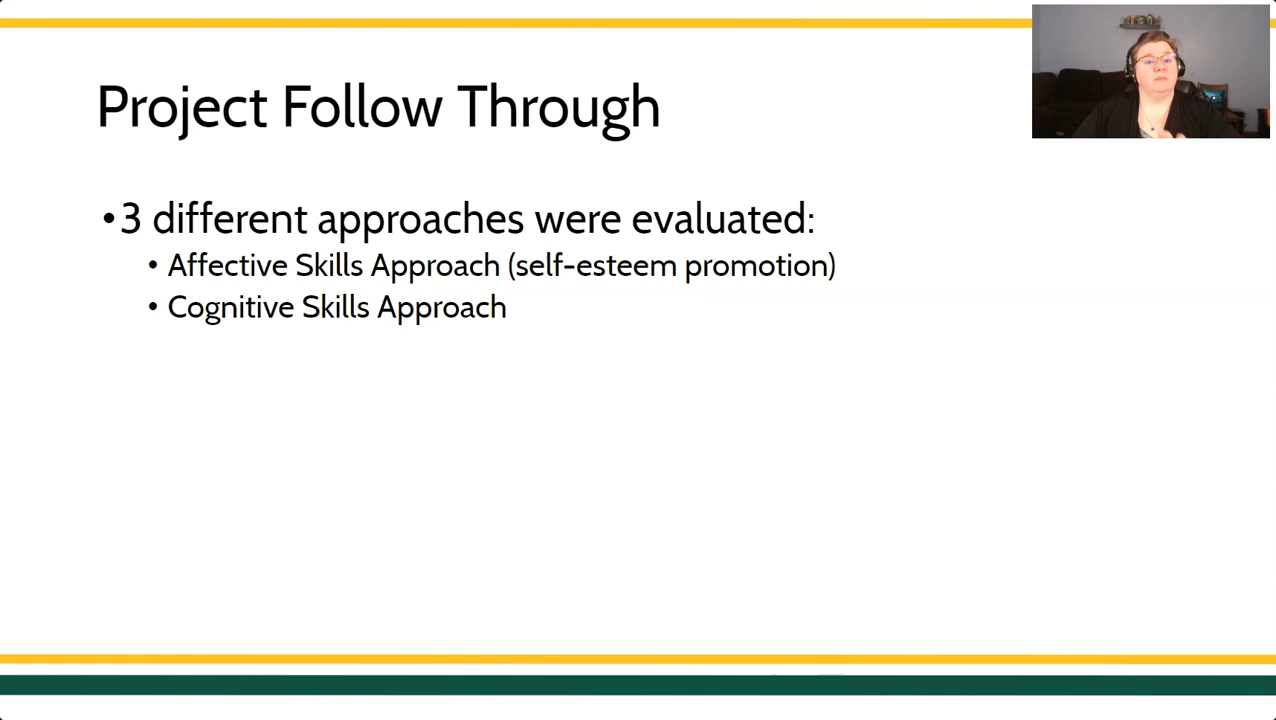 Project Follow Through
•3 different approaches were evaluated:
• Affective Skills Approach (self-esteem promotion)
• Cognitive Skills Approach